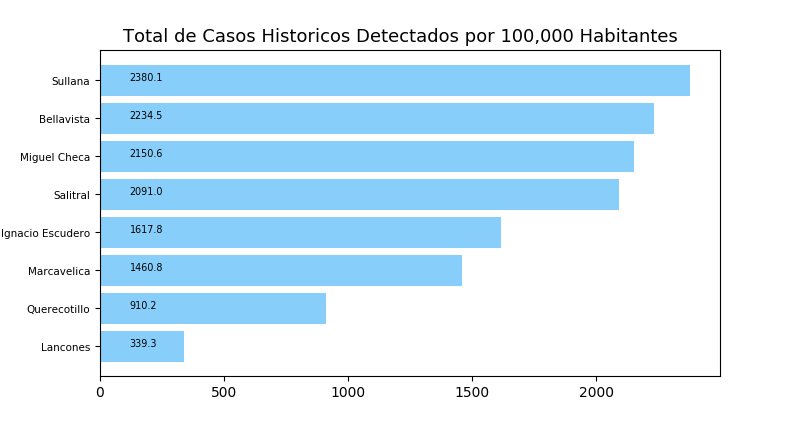 Total de Casos Historicos Detectados por 100,000 Habitantes
Sullana 2380.1
Bellavista 2234.5
Miguel Checa 2150.6
Salitral 2091.0
Ignacio Escudero 1617.8
Marcavelica 1460.8
Querecotillo 910.2
Lancones 339.3
0 500 1000 1500 2000